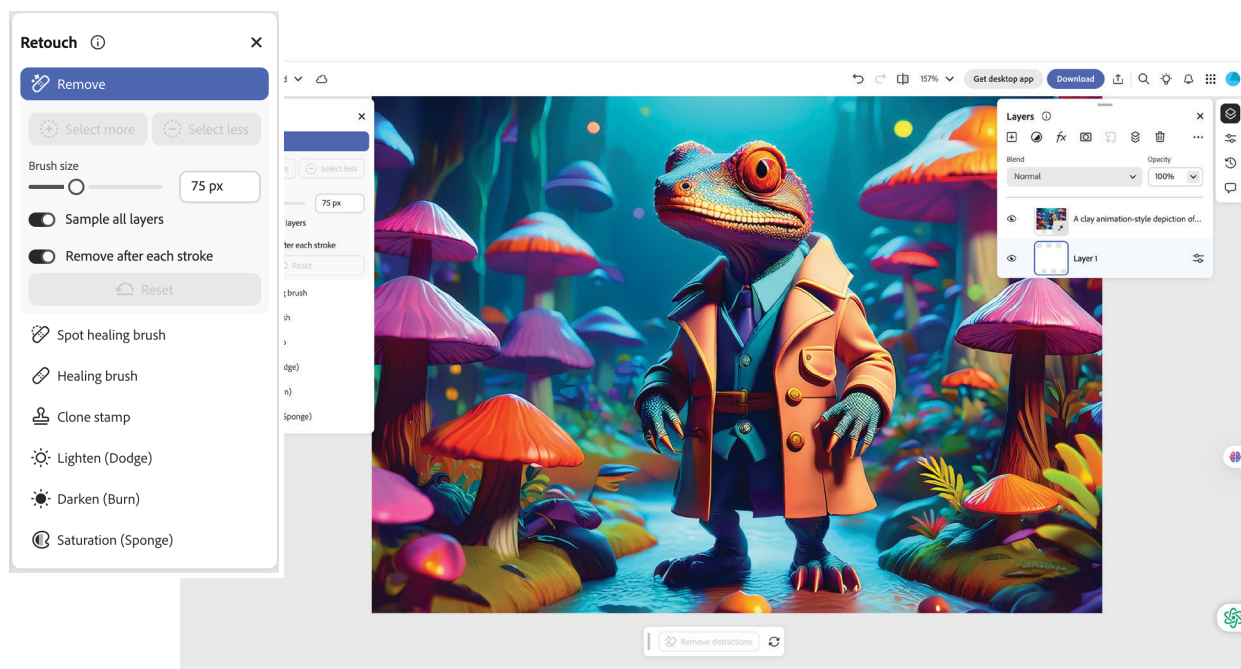 Retouch
Remove
Select more Select less
Brush size
75 px
Sample all layers
Remove after each stroke
Reset
Spot healing brush
Healing brush
Clone stamp
Lighten (Dodge)
Darken (Burn)
Saturation (Sponge)
157% Get desktop app Download
Select less
75 px
layers
ter each stroke
Reset
brush
dge)
Sponge)
Layers
fx
Blend Opacity
Normal 100%
A clay animation-style depiction of...
Layer 1
Remove distractions